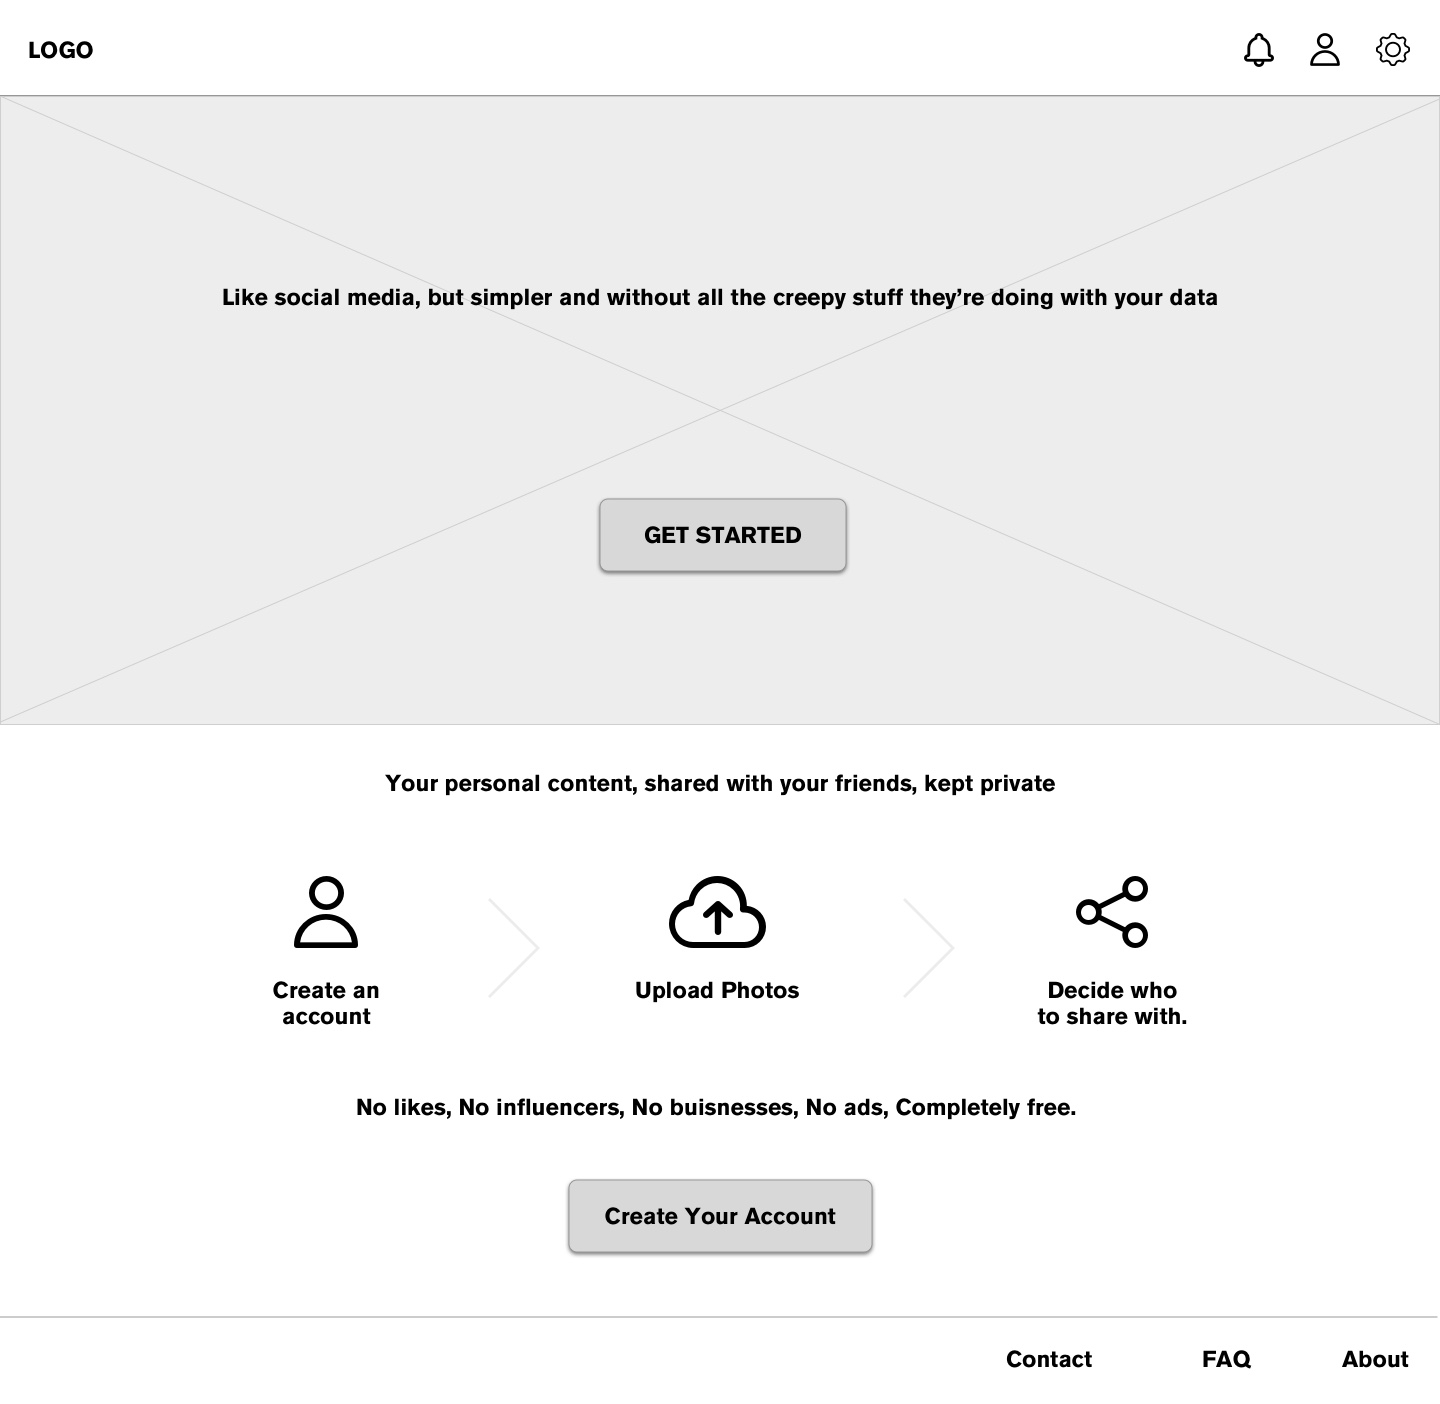 LOGO
Like social media, but simpler and without all the creepy stuff they’re doing with your data
GET STARTED
Your personal content, shared with your friends, kept private
Create an
account
Upload Photos
Decide who
to share with.
No likes, No influencers, No buisnesses, No ads, Completely free.
Create Your Account
Contact FAQ About